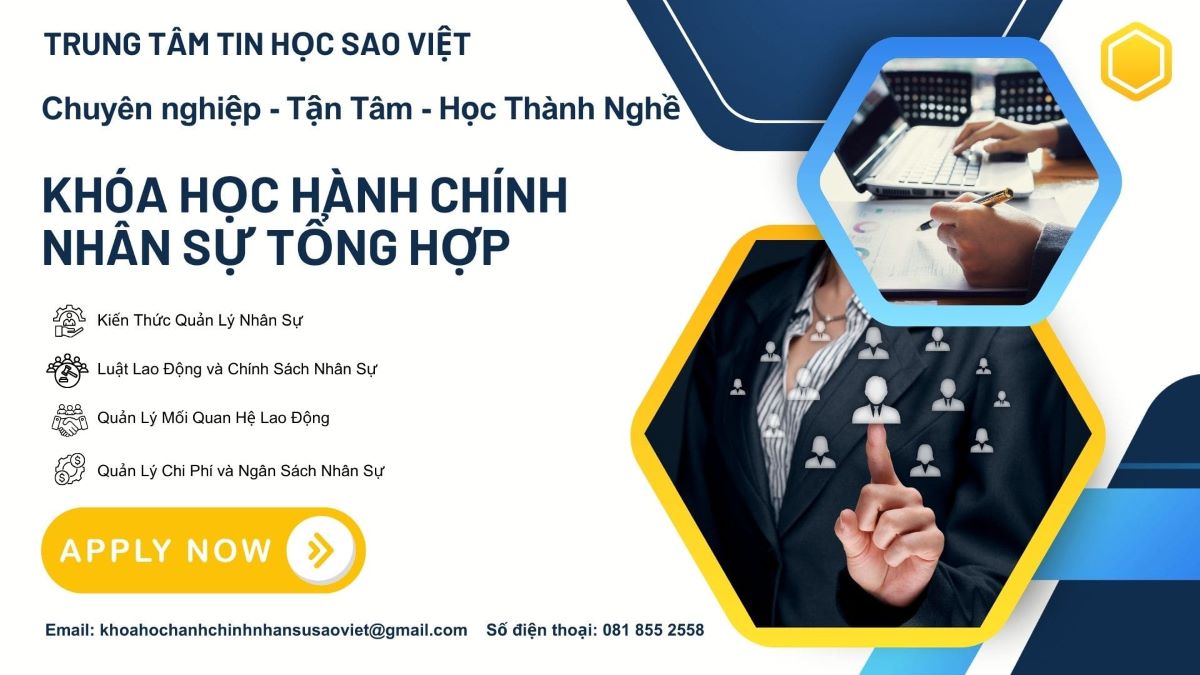 TRUNG TÂM TIN HỌC SAO VIỆT
Chuyên nghiệp - Tận Tâm - Học Thành Nghề
KHÓA HỌC HÀNH CHÍNH
NHÂN SỰ TỔNG HỢP
Kiến Thức Quản Lý Nhân Sự
Luật Lao Động và Chính Sách Nhân Sự
Quản Lý Mối Quan Hệ Lao Động
Quản Lý Chi Phí và Ngân Sách Nhân Sự
APPLY NOW
Email: khoahochanhchinhnhansusaoviet@gmail.com Số điện thoại: 081 855 2558